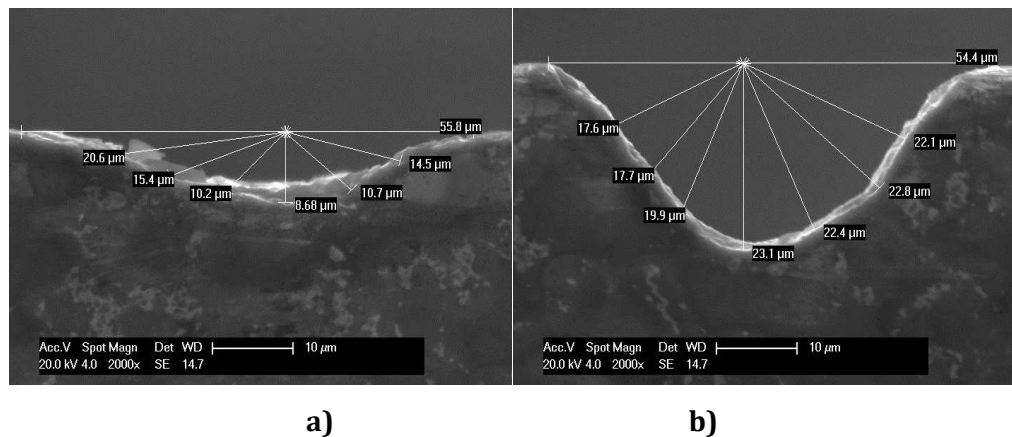 55.8 µm
20.6 µm
14.5 µm
15.4 µm
10.2 µm
10.7 µm
8.68 µm
Acc.V Spot Magn Det WD 10 µm
20.0 kV 4.0 2000x SE 14.7
54.4 µm
17.6 µm
22.1 µm
17.7 µm
22.8 µm
19.9 µm
22.4 µm
23.1 µm
Acc.V Spot Magn Det WD 10 µm
20.0 kV 4.0 2000x SE 14.7
a) b)